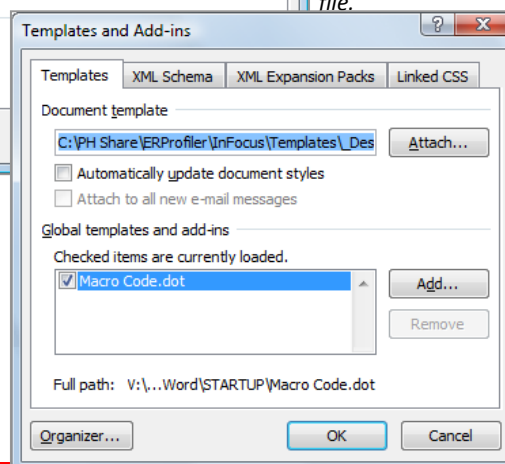 file.
Templates and Add-ins
Templates XML Schema XML Expansion Packs Linked CSS
Document template
C:\PH Share\ERProfiler\InFocus\Templates\_Des Attach...
Automatically update document styles
Attach to all new e-mail messages
Global templates and add-ins
Checked items are currently loaded.
Macro Code.dot
Add...
Remove
Full path: V:\...Word\STARTUP\Macro Code.dot
Organizer... OK Cancel